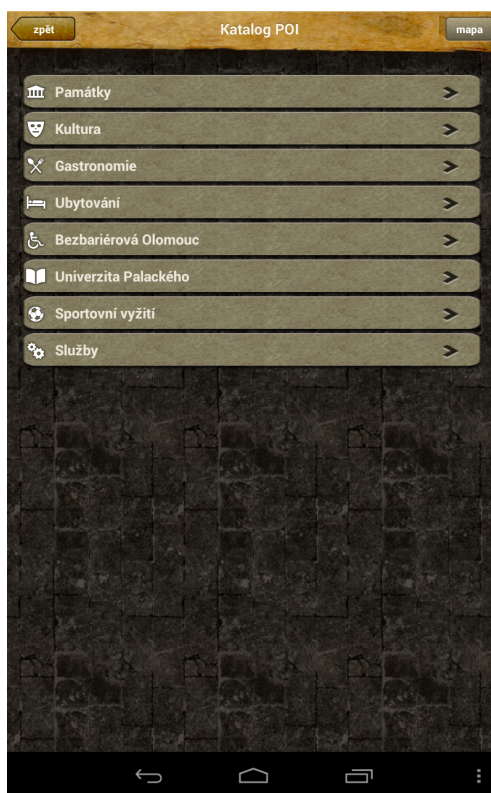 zpět
Katalog POI
mapa
Památky
Kultura
Gastronomie
Ubytování
Bezbariérová Olomouc
Univerzita Palackého
Sportovní vyžití
Služby